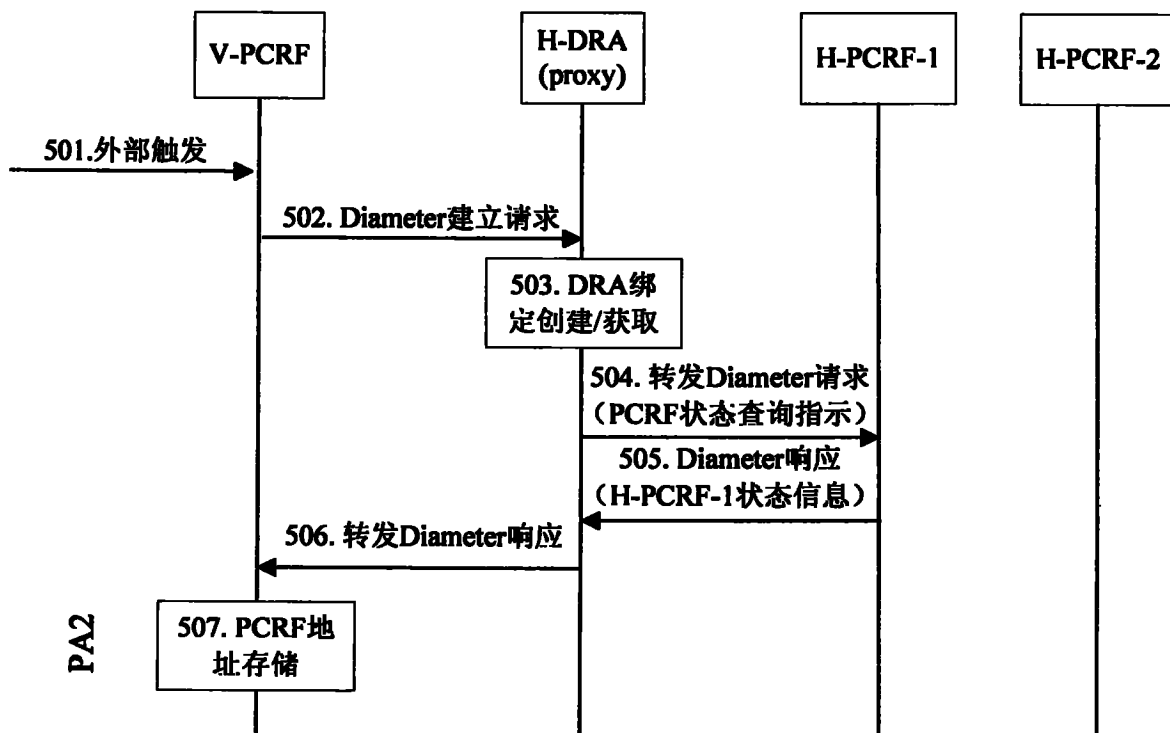 V-PCRF
H-DRA
(proxy)
H-PCRF-1
H-PCRF-2
501.外部触发
502. Diameter建立请求
503. DRA绑
定创建/获取
504. 转发Diameter请求
（PCRF状态查询指示）
505. Diameter响应
（H-PCRF-1状态信息）
506. 转发Diameter响应
507. PCRF地
址存储
PA2